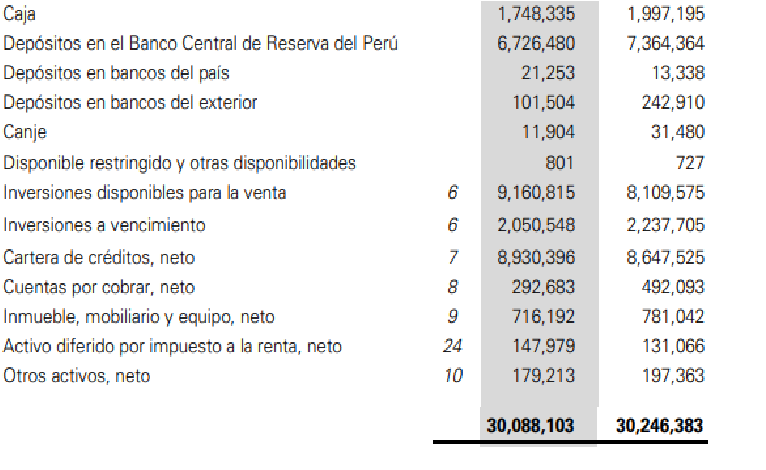 Caja 1,748,335 1,997,195
Depósitos en el Banco Central de Reserva del Perú 6,726,480 7,364,364
Depósitos en bancos del país 21,253 13,338
Depósitos en bancos del exterior 101,504 242,910
Canje 11,904 31,480
Disponible restringido y otras disponibilidades 801 727
Inversiones disponibles para la venta 6 9,160,815 8,109,575
Inversiones a vencimiento 6 2,050,548 2,237,705
Cartera de créditos, neto 7 8,930,396 8,647,525
Cuentas por cobrar, neto 8 292,683 492,093
Inmueble, mobiliario y equipo, neto 9 716,192 781,042
Activo diferido por impuesto a la renta, neto 24 147,979 131,066
Otros activos, neto 10 179,213 197,363
30,088,103 30,246,383